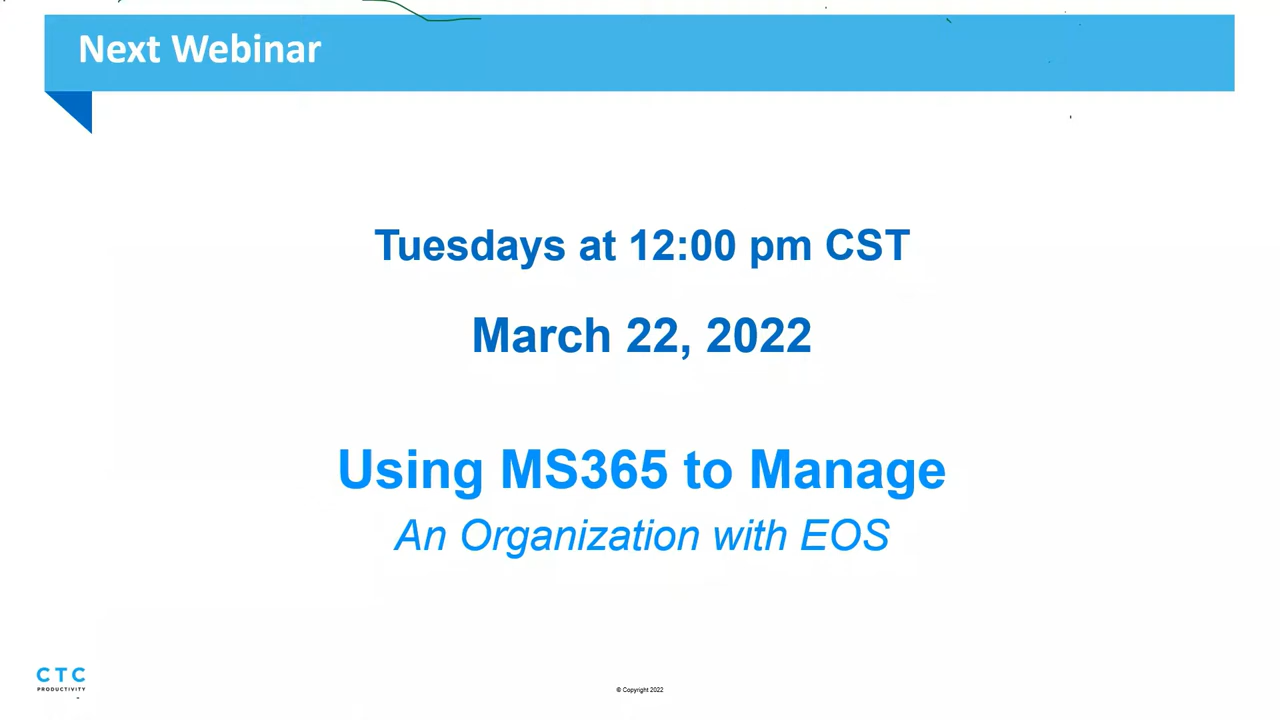 Next Webinar
Tuesdays at 12:00 pm CST
March 22, 2022
Using MS365 to Manage
An Organization with EOS
CTC
PRODUCTIVITY
© Copyright 2022